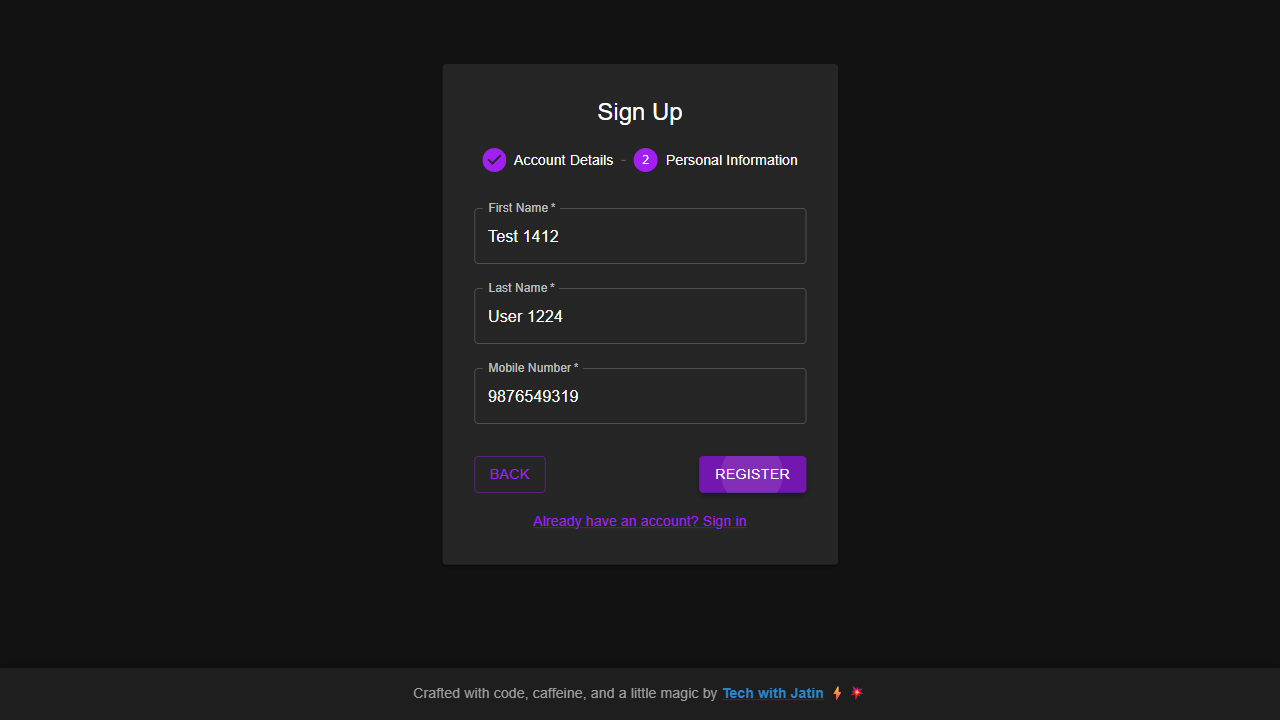 Sign Up
Account Details - 2 Personal Information
First Name *
Test 1412
Last Name *
User 1224
Mobile Number *
9876549319
BACK REGISTER
Already have an account? Sign in
Crafted with code, caffeine, and a little magic by Tech with Jatin ⚡ 💥